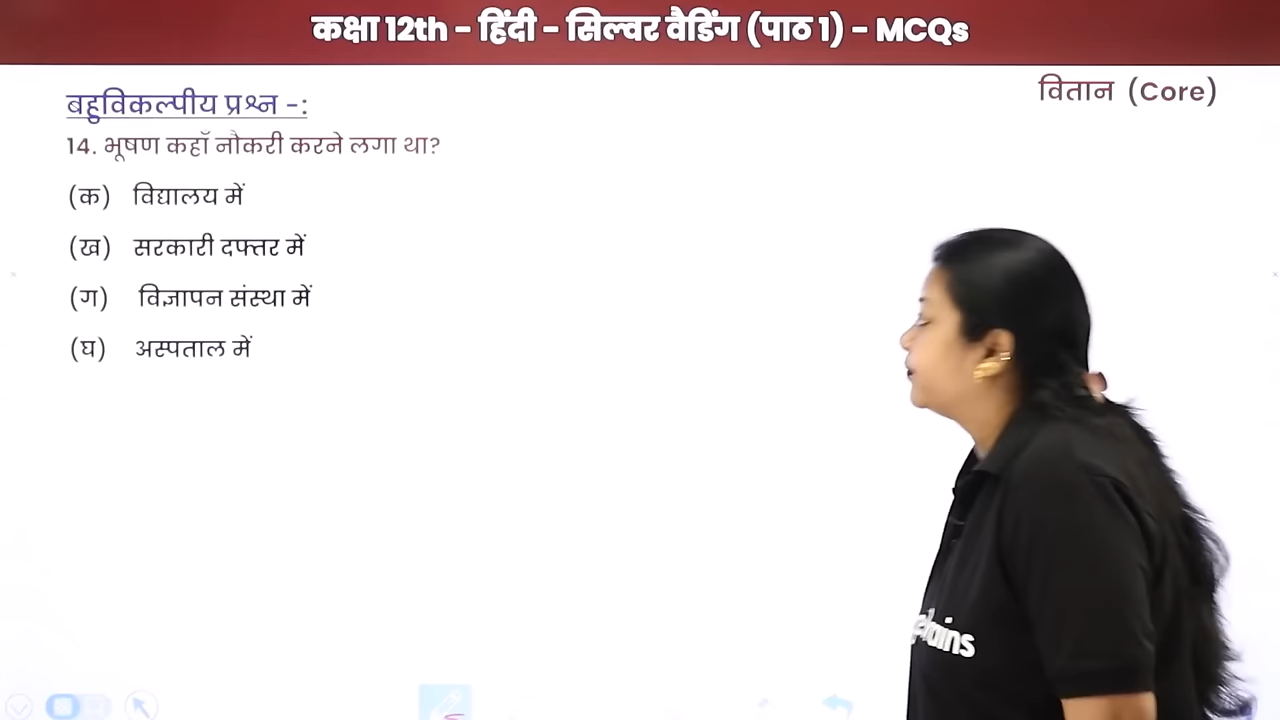 कक्षा 12th - हिंदी - सिल्वर वैडिंग (पाठ 1) - MCQs
वितान (Core)
बहुविकल्पीय प्रश्न -:
14. भूषण कहाॅ नौकरी करने लगा था?
(क) विद्यालय में
(ख) सरकारी दफ्तर में
(ग) विज्ञापन संस्था में
(घ) अस्पताल में